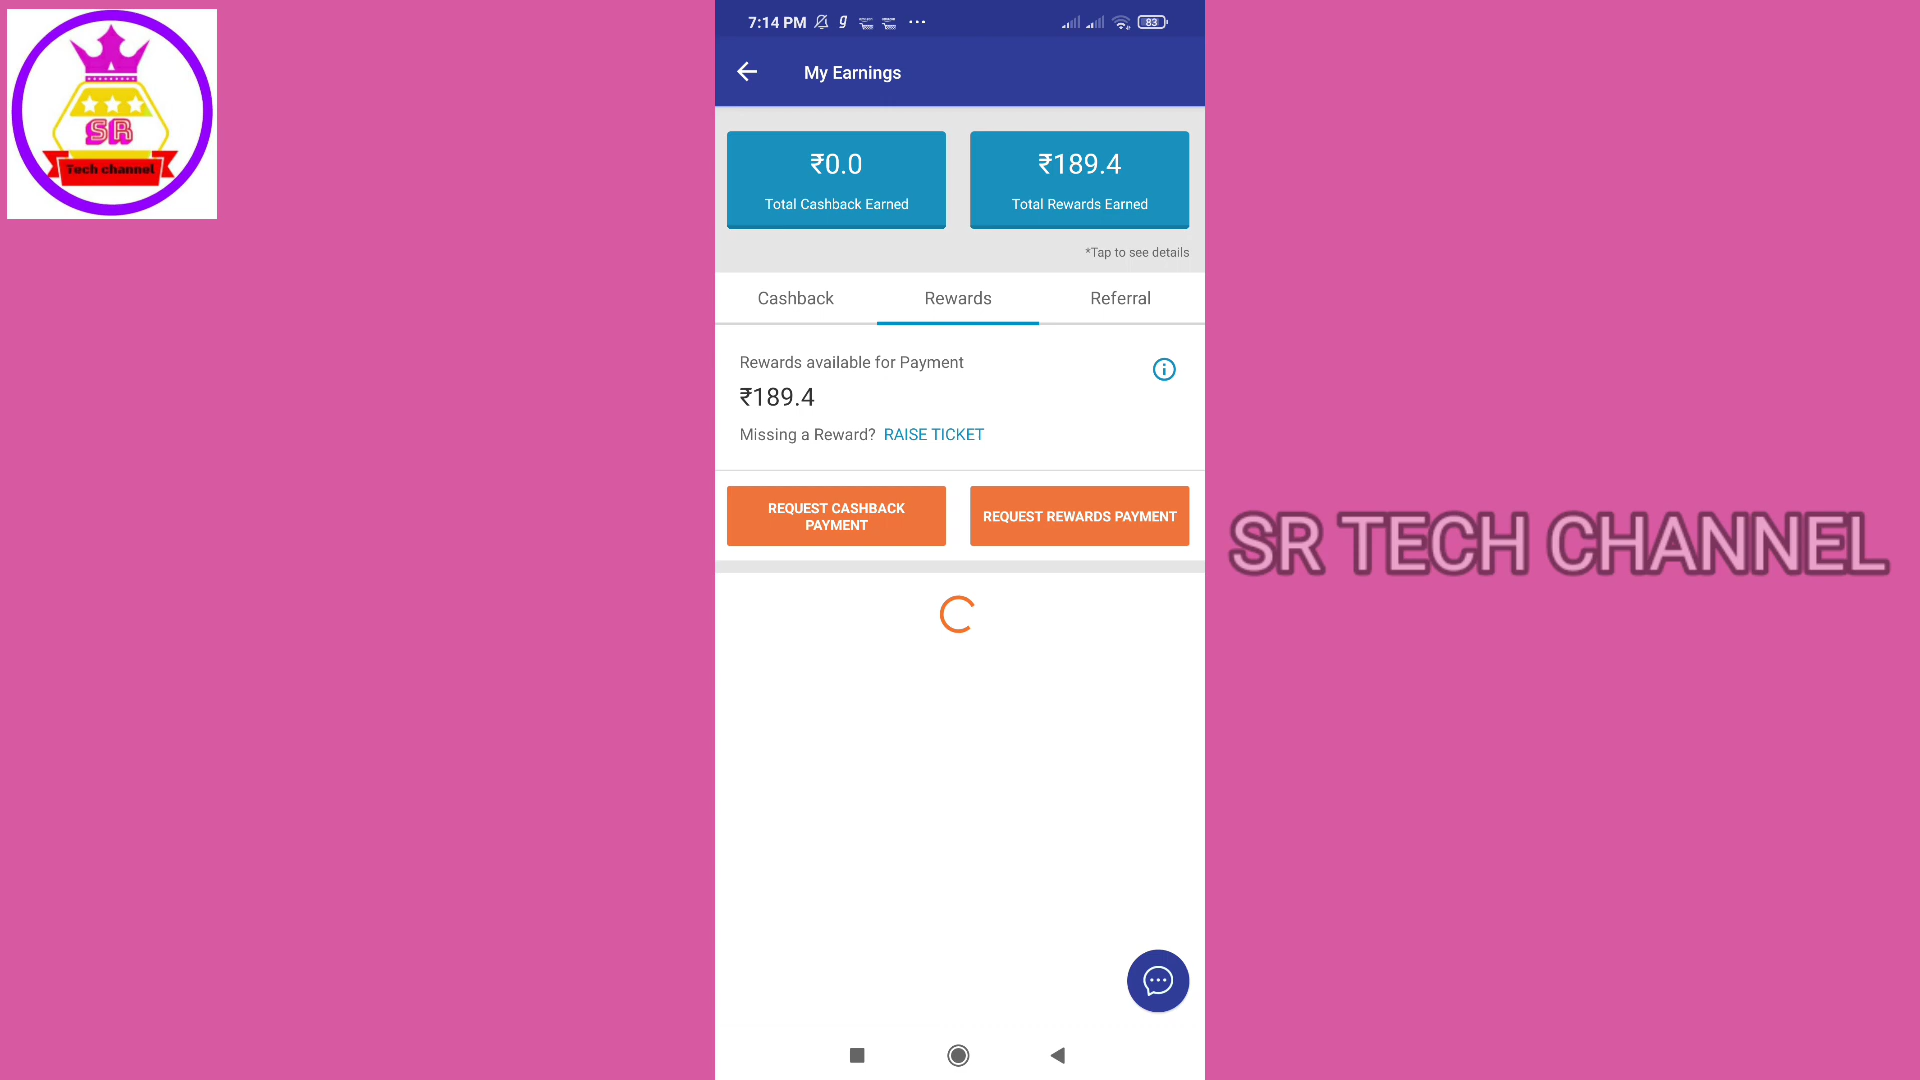 SR
Tech channel
7:14 PM
83
My Earnings
₹0.0
Total Cashback Earned
₹189.4
Total Rewards Earned
*Tap to see details
Cashback
Rewards
Referral
Rewards available for Payment
₹189.4
Missing a Reward? RAISE TICKET
REQUEST CASHBACK
PAYMENT
REQUEST REWARDS PAYMENT
SR TECH CHANNEL